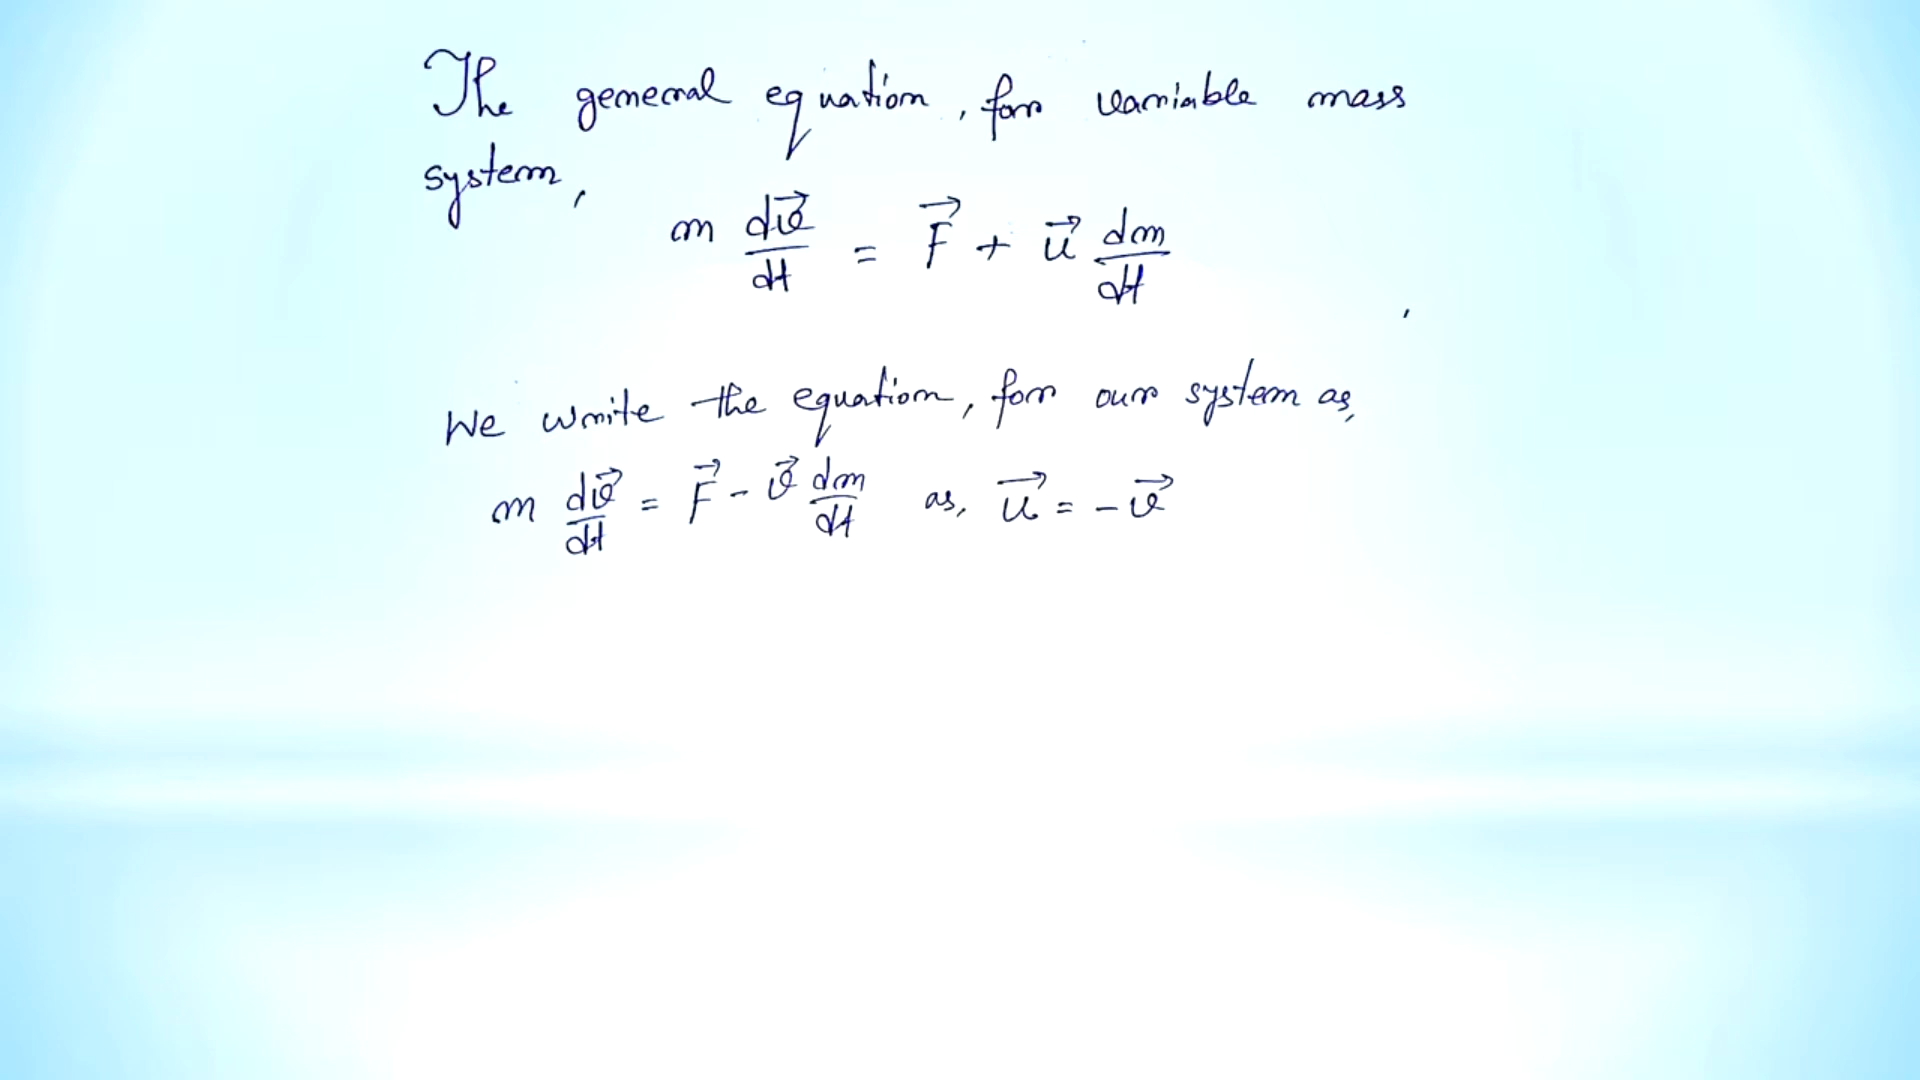 The general equation, for variable mass
system,
m dv⃗/dt = F⃗ + u⃗ dm/dt
,
We write the equation, for our system as,
m dv⃗/dt = F⃗ - v⃗ dm/dt as, u⃗ = -v⃗